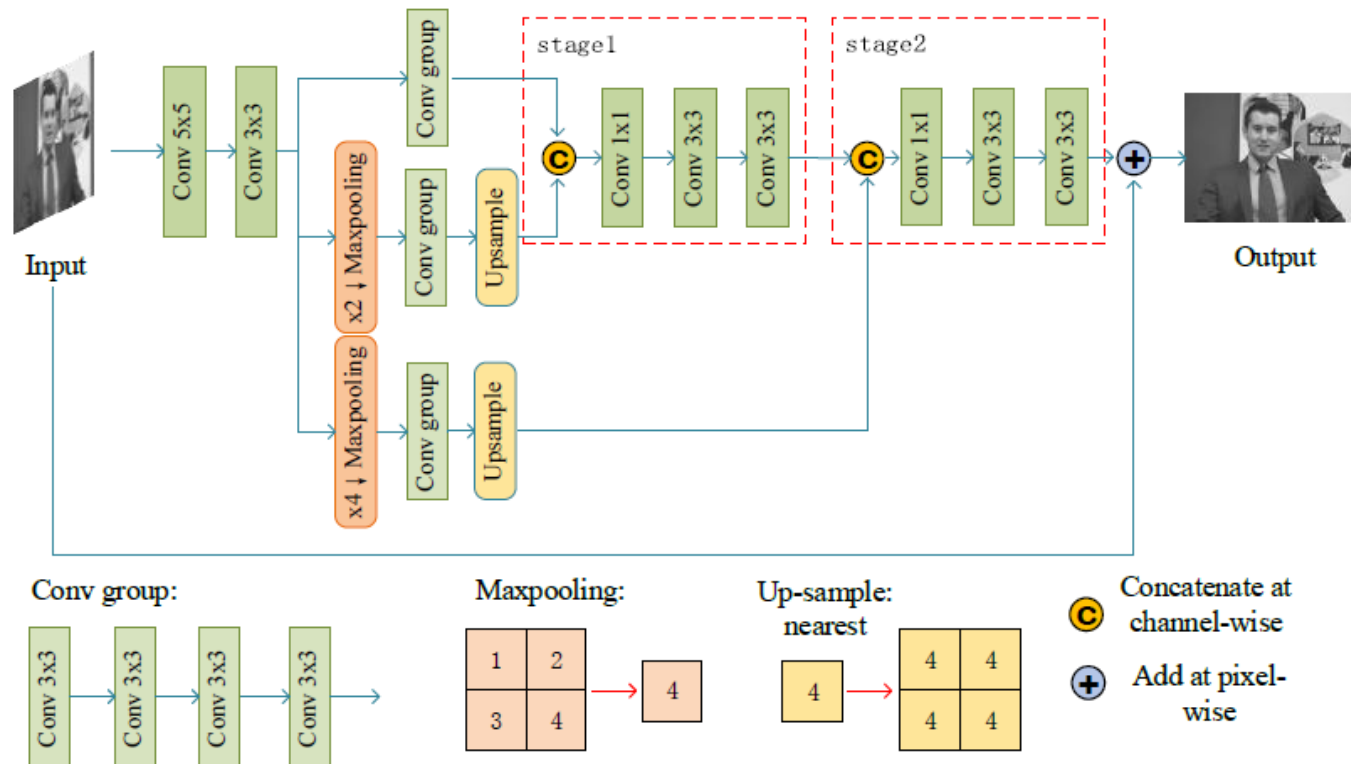 stage1
stage2
Conv 5x5
Conv 3x3
Conv group
C
Conv 1x1
Conv 3x3
Conv 3x3
C
Conv 1x1
Conv 3x3
Conv 3x3
+
Input
x2↓Maxpooling
Conv group
Upsample
Output
x4↓Maxpooling
Conv group
Upsample
Conv group:
Conv 3x3
Conv 3x3
Conv 3x3
Conv 3x3
Maxpooling:
1 2
3 4
4
Up-sample:
nearest
4
4 4
4 4
C
Concatenate at
channel-wise
+
Add at pixel-
wise